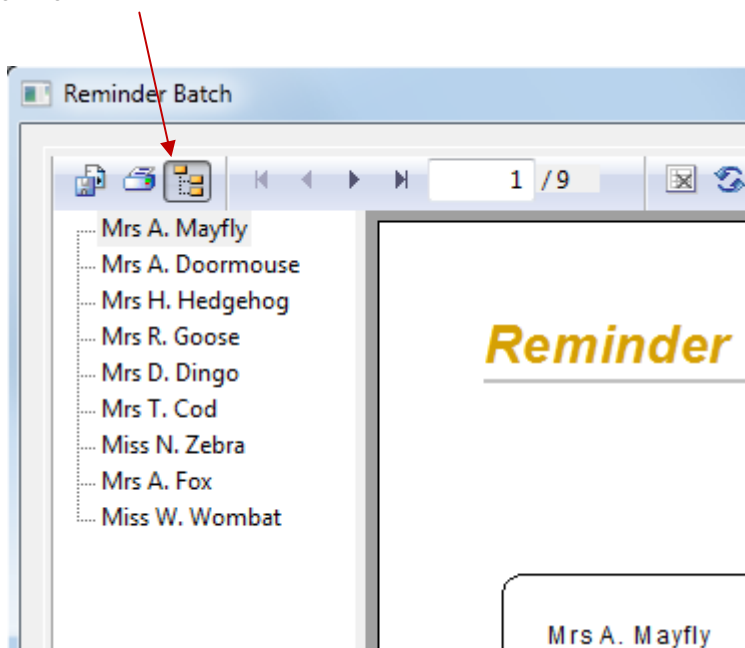 Reminder Batch
1 /9
Mrs A. Mayfly
Mrs A. Doormouse
Mrs H. Hedgehog
Mrs R. Goose
Mrs D. Dingo
Mrs T. Cod
Miss N. Zebra
Mrs A. Fox
Miss W. Wombat
Reminder
Mrs A. Mayfly